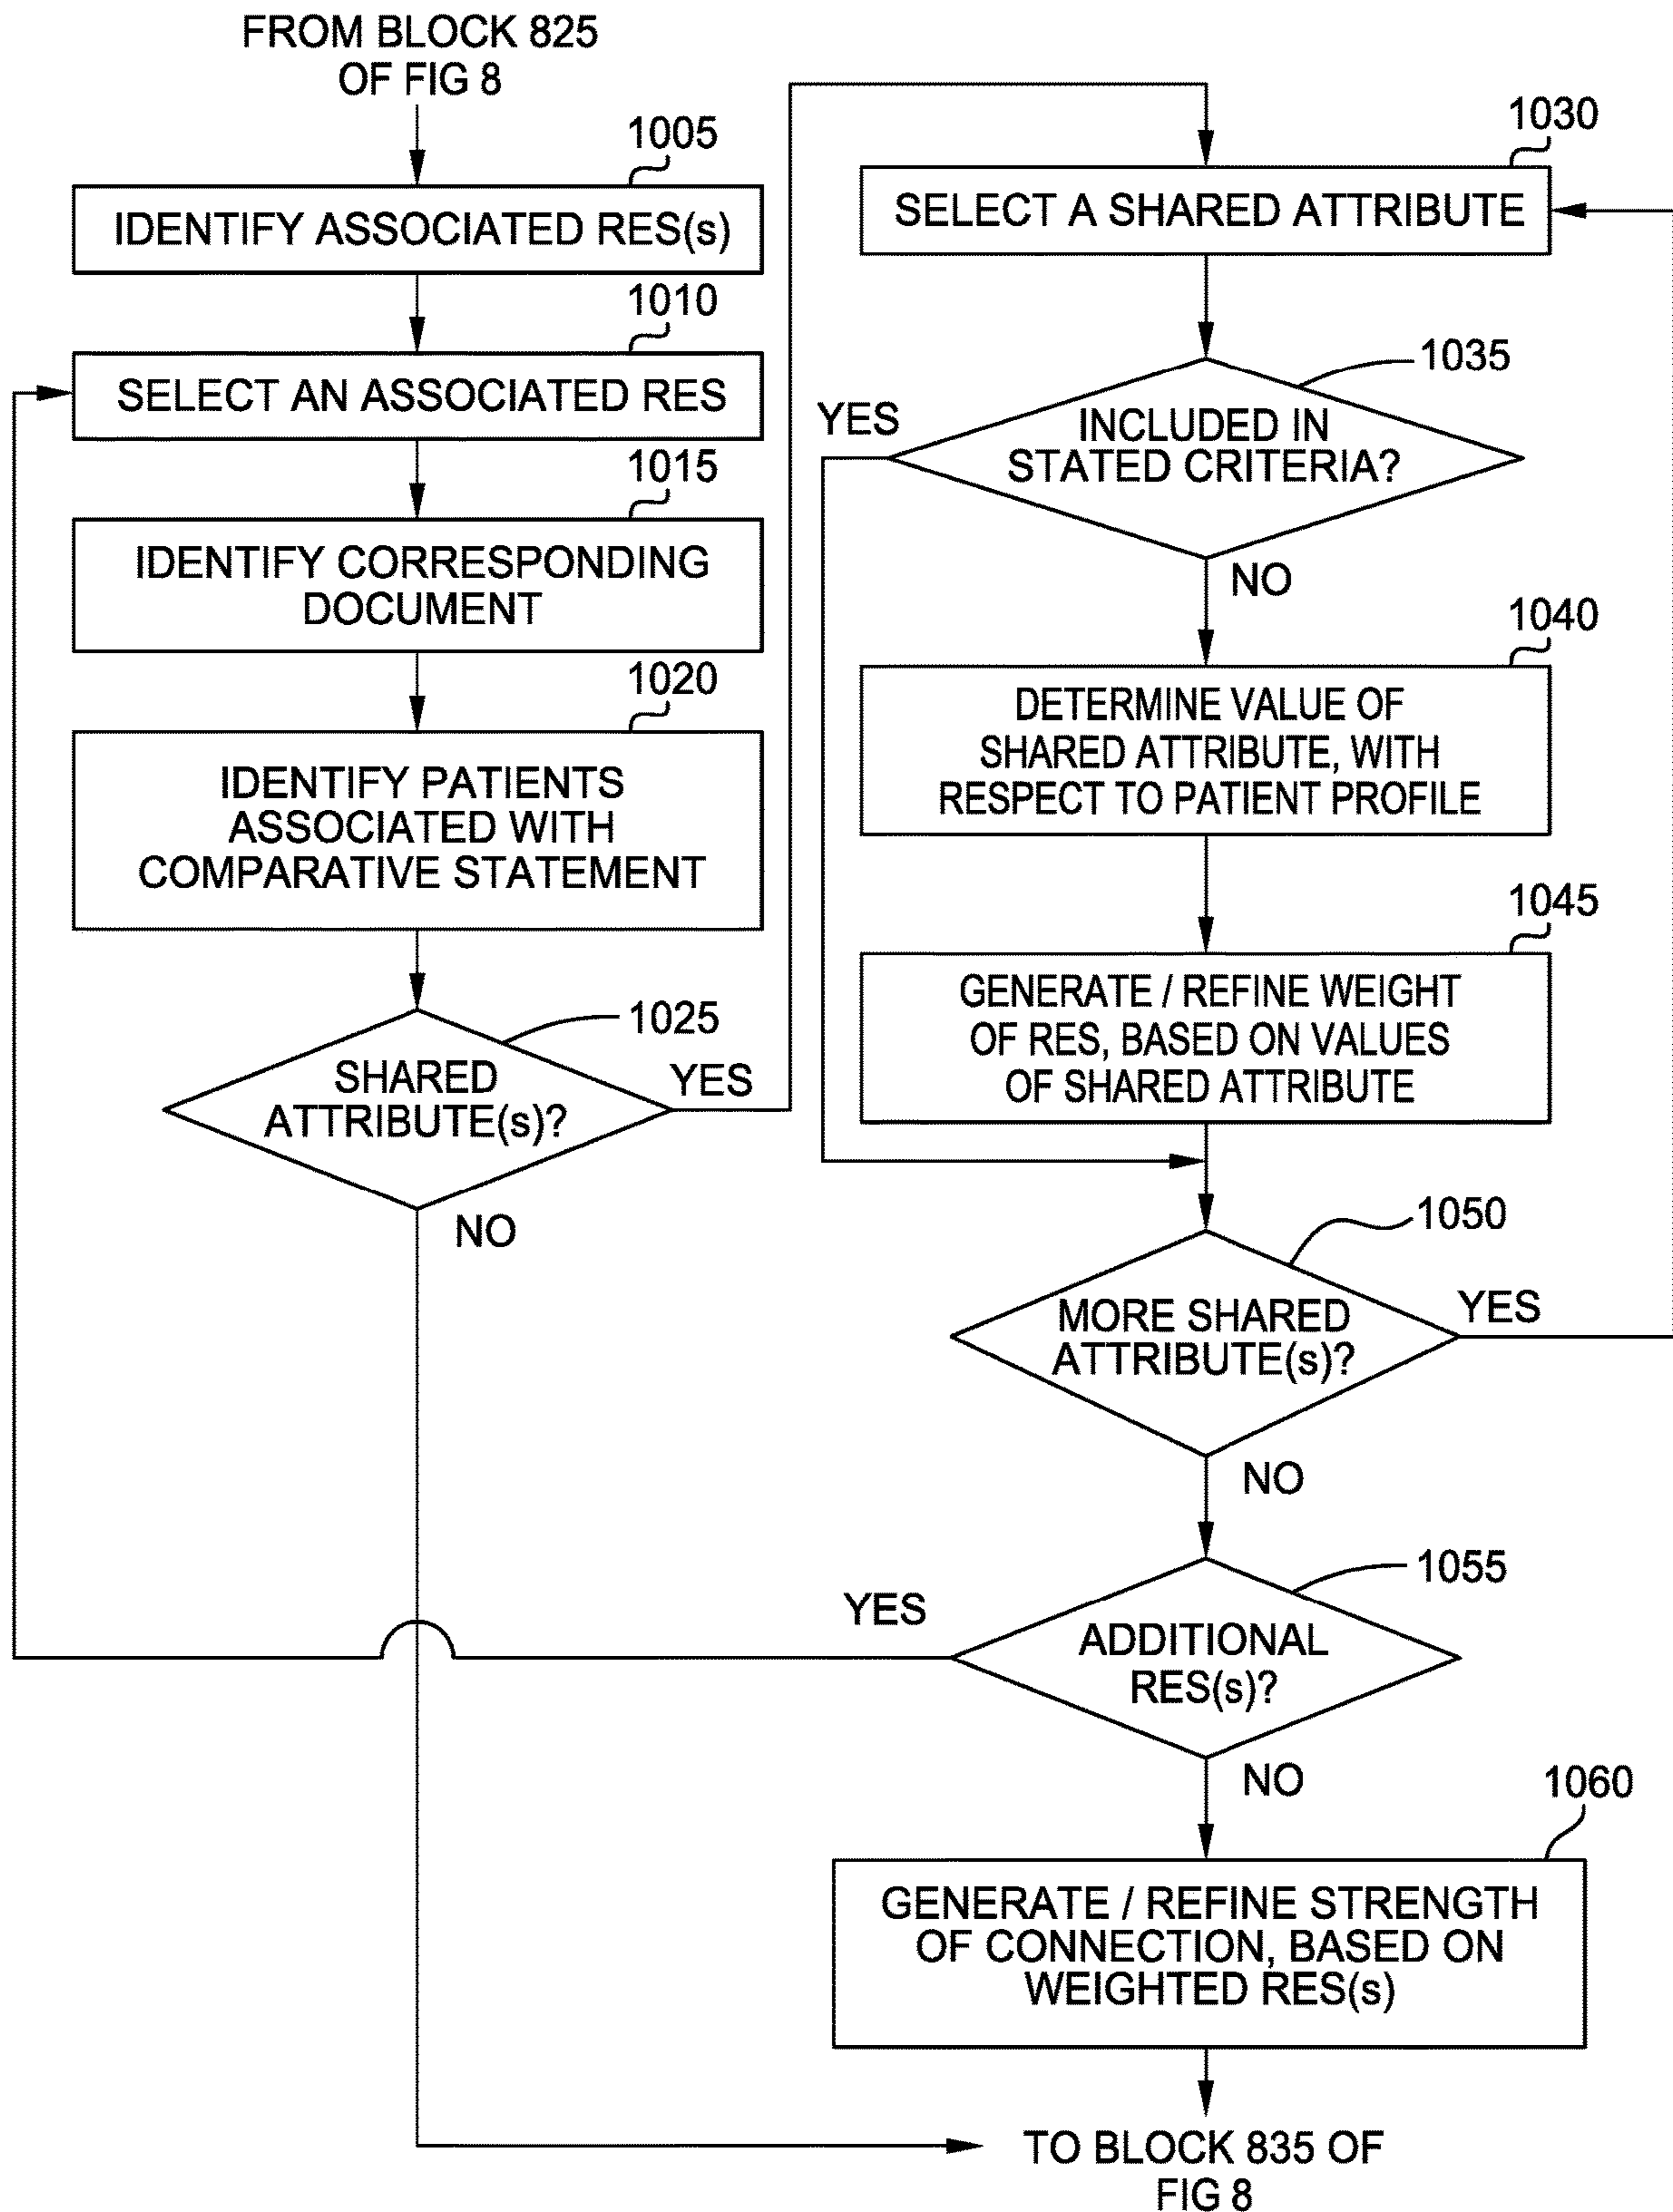 FROM BLOCK 825
OF FIG 8
1005
IDENTIFY ASSOCIATED RES(s)
1010
SELECT AN ASSOCIATED RES
1015
IDENTIFY CORRESPONDING
DOCUMENT
1020
IDENTIFY PATIENTS
ASSOCIATED WITH
COMPARATIVE STATEMENT
1025
SHARED
ATTRIBUTE(s)?
YES
NO
1030
SELECT A SHARED ATTRIBUTE
1035
INCLUDED IN
STATED CRITERIA?
YES
NO
1040
DETERMINE VALUE OF
SHARED ATTRIBUTE, WITH
RESPECT TO PATIENT PROFILE
1045
GENERATE / REFINE WEIGHT
OF RES, BASED ON VALUES
OF SHARED ATTRIBUTE
1050
MORE SHARED
ATTRIBUTE(s)?
YES
NO
1055
ADDITIONAL
RES(s)?
YES
NO
1060
GENERATE / REFINE STRENGTH
OF CONNECTION, BASED ON
WEIGHTED RES(s)
TO BLOCK 835 OF
FIG 8